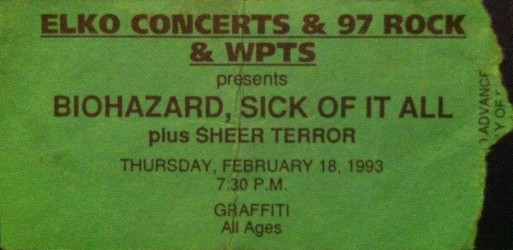 ELKO CONCERTS & 97 ROCK
& WPTS
presents
BIOHAZARD, SICK OF IT ALL
plus SHEER TERROR
THURSDAY, FEBRUARY 18, 1993
7:30 P.M.
GRAFFITI
All Ages
ADVANCE
Y OF